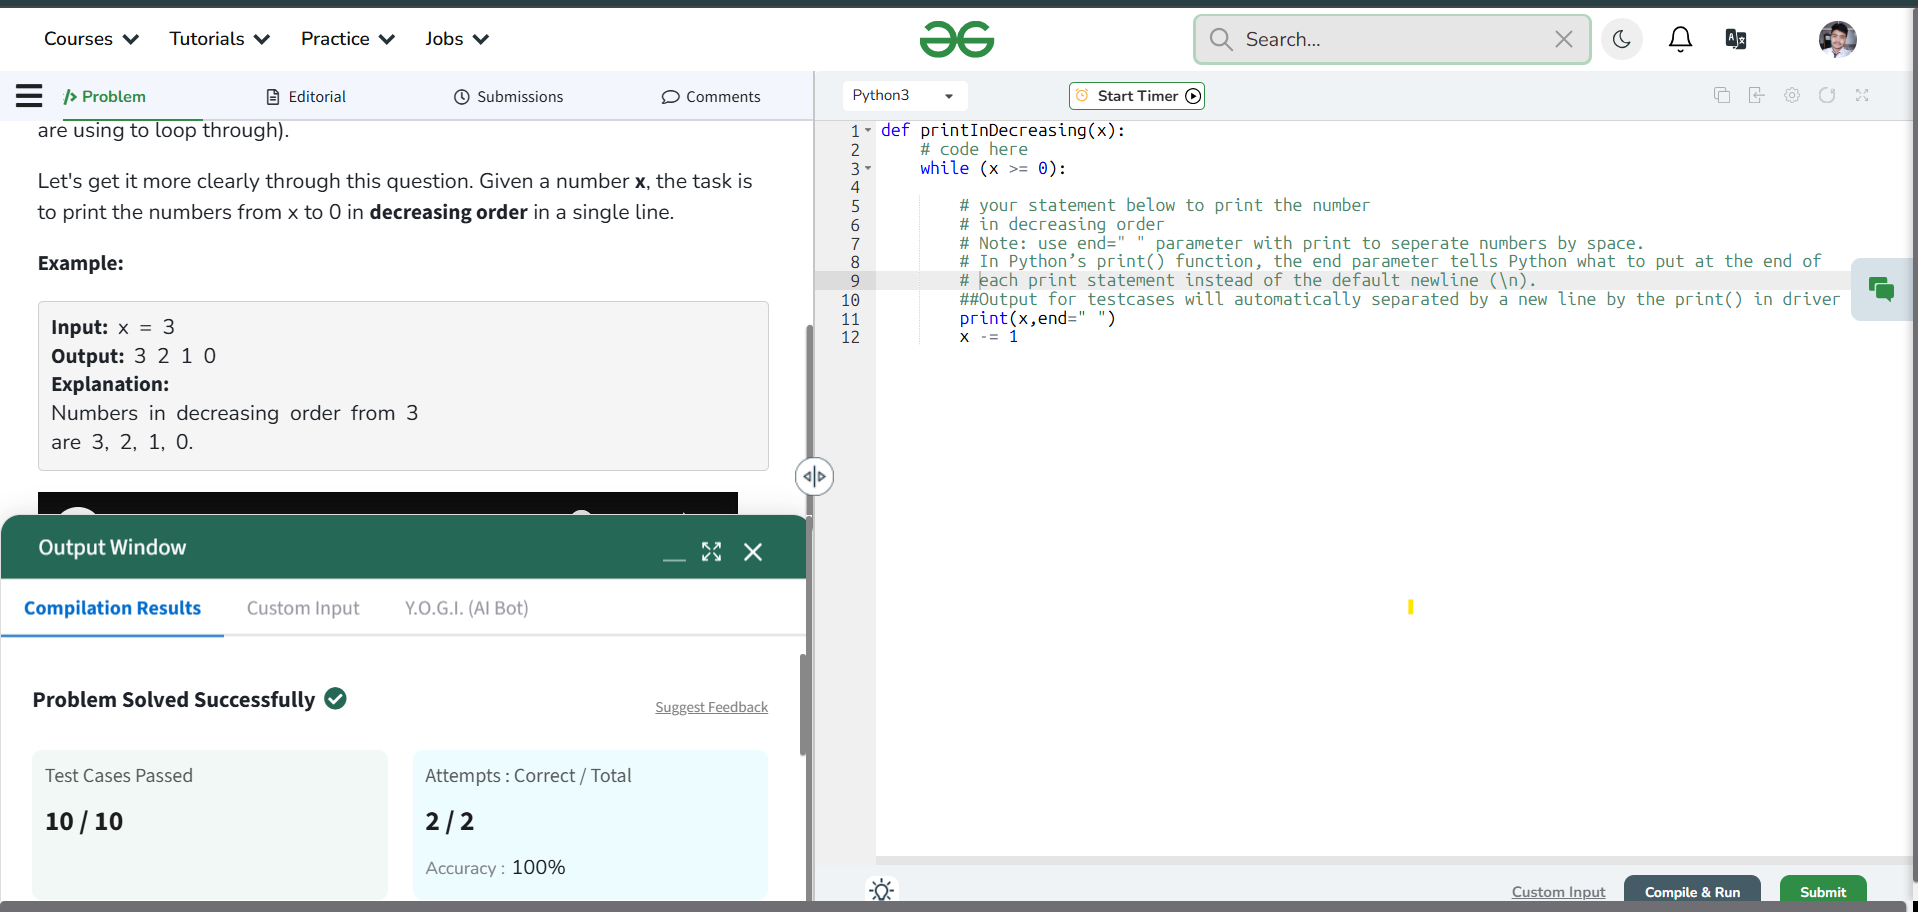 Courses Tutorials Practice Jobs Search...
Problem Editorial Submissions Comments
are using to loop through).
Let's get it more clearly through this question. Given a number x, the task is
to print the numbers from x to 0 in decreasing order in a single line.
Example:
Input: x = 3
Output: 3 2 1 0
Explanation:
Numbers in decreasing order from 3
are 3, 2, 1, 0.
Output Window
Compilation Results Custom Input Y.O.G.I. (AI Bot)
Problem Solved Successfully
Suggest Feedback
Test Cases Passed
10 / 10
Attempts : Correct / Total
2 / 2
Accuracy : 100%
Python3 Start Timer
1 def printInDecreasing(x):
2 # code here
3 while (x >= 0):
4
5 # your statement below to print the number
6 # in decreasing order
7 # Note: use end=" " parameter with print to seperate numbers by space.
8 # In Python’s print() function, the end parameter tells Python what to put at the end of
9 # each print statement instead of the default newline (\n).
10 ##Output for testcases will automatically separated by a new line by the print() in driver
11 print(x,end=" ")
12 x -= 1
Custom Input Compile & Run Submit